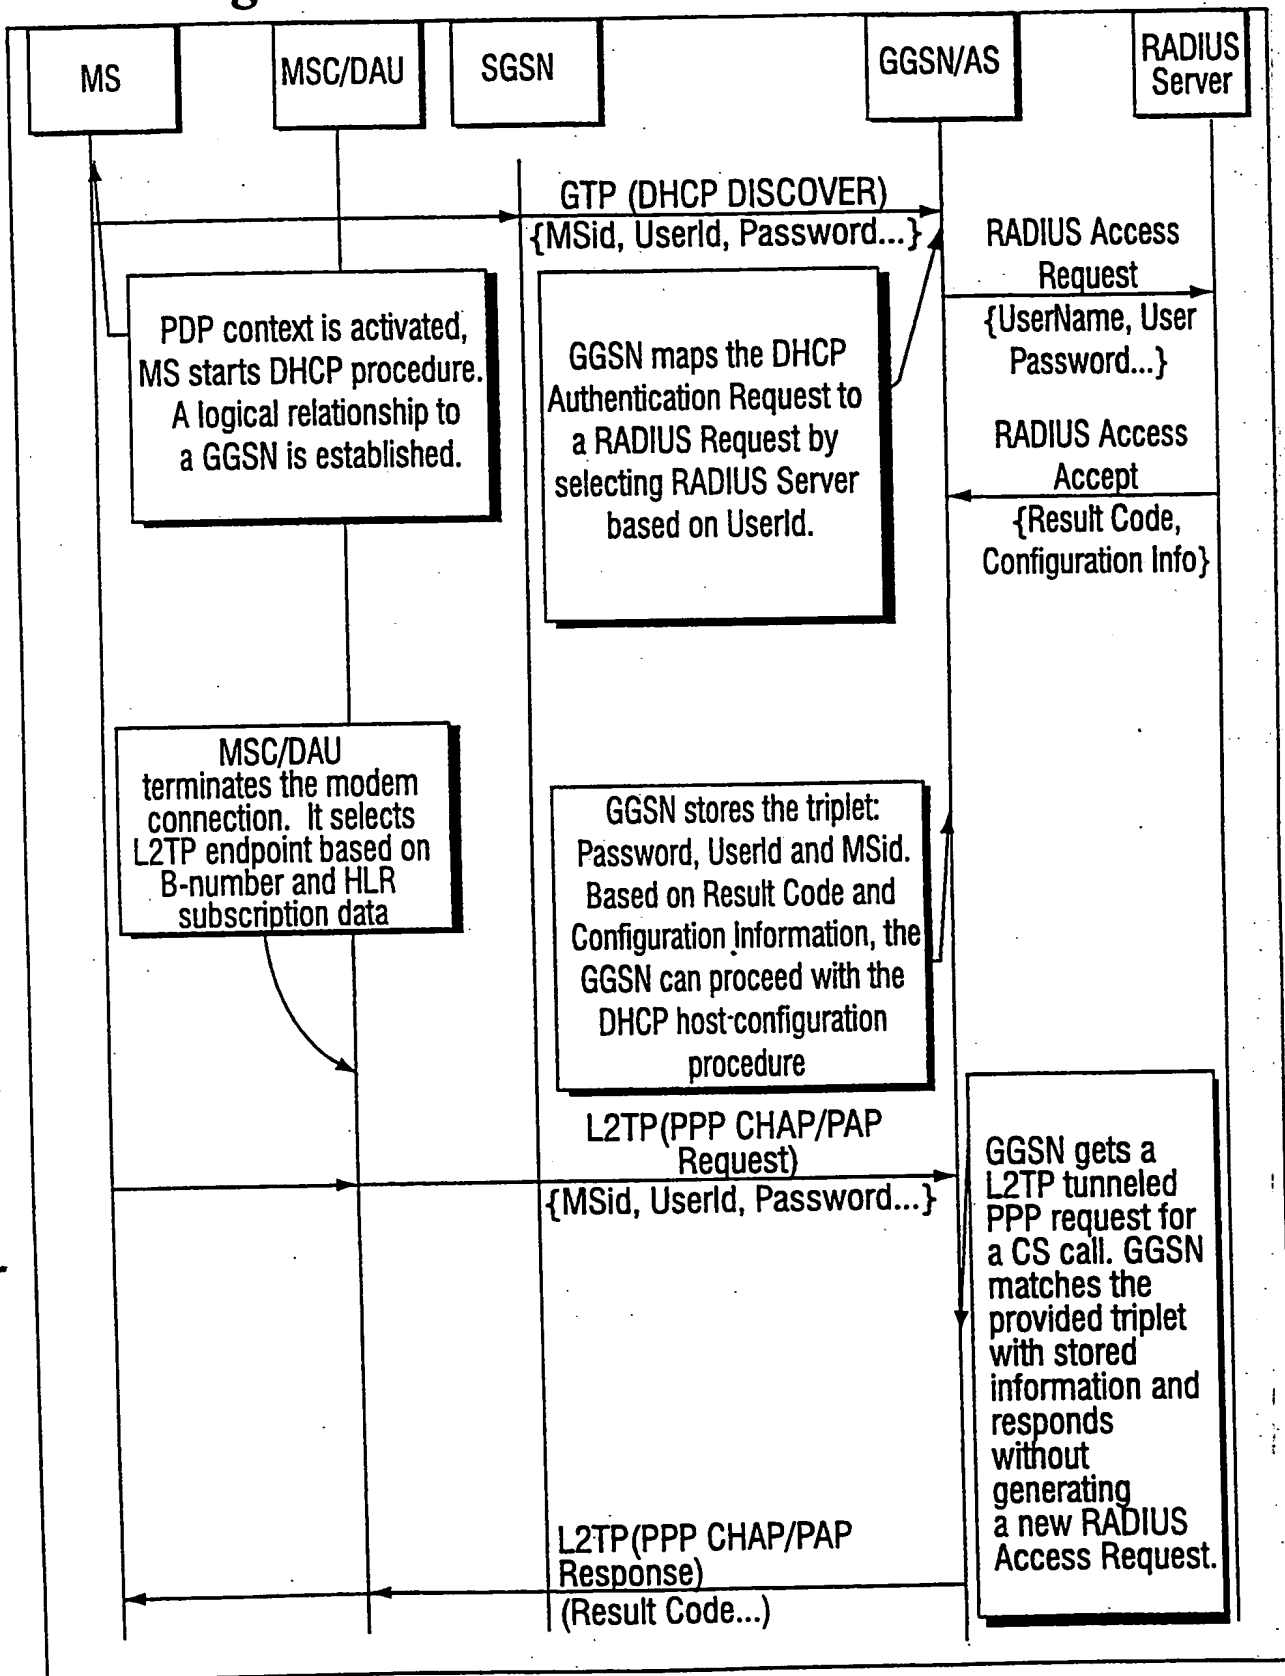 MS
MSC/DAU
SGSN
GGSN/AS
RADIUS
Server
GTP (DHCP DISCOVER)
{MSid, UserId, Password...}
RADIUS Access
Request
{UserName, User
Password...}
PDP context is activated,
MS starts DHCP procedure.
A logical relationship to
a GGSN is established.
GGSN maps the DHCP
Authentication Request to
a RADIUS Request by
selecting RADIUS Server
based on UserId.
RADIUS Access
Accept
{Result Code,
Configuration Info}
MSC/DAU
terminates the modem
connection. It selects
L2TP endpoint based on
B-number and HLR
subscription data
GGSN stores the triplet:
Password, UserId and MSid.
Based on Result Code and
Configuration Information, the
GGSN can proceed with the
DHCP host-configuration
procedure
L2TP(PPP CHAP/PAP
Request)
{MSid, UserId, Password...}
GGSN gets a
L2TP tunneled
PPP request for
a CS call. GGSN
matches the
provided triplet
with stored
information and
responds
without
generating
a new RADIUS
Access Request.
L2TP(PPP CHAP/PAP
Response)
(Result Code...)